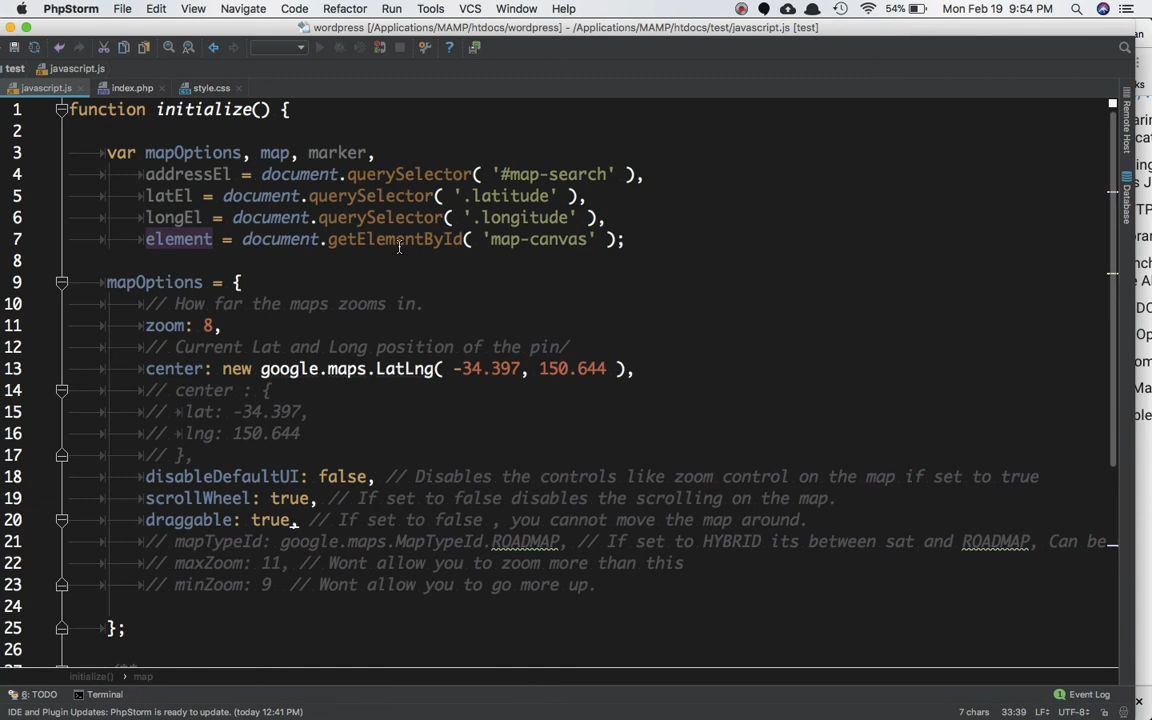 PhpStorm File Edit View Navigate Code Refactor Run Tools VCS Window Help 54% Mon Feb 19 9:54 PM
wordpress [/Applications/MAMP/htdocs/wordpress] - /Applications/MAMP/htdocs/test/javascript.js [test]
test javascript.js
javascript.js index.php style.css
1 function initialize() {
2
3 var mapOptions, map, marker,
4 addressEl = document.querySelector( '#map-search' ),
5 latEl = document.querySelector( '.latitude' ),
6 longEl = document.querySelector( '.longitude' ),
7 element = document.getElementById( 'map-canvas' );
8
9 mapOptions = {
10 // How far the maps zooms in.
11 zoom: 8,
12 // Current Lat and Long position of the pin/
13 center: new google.maps.LatLng( -34.397, 150.644 ),
14 // center : {
15 // lat: -34.397,
16 // lng: 150.644
17 // },
18 disableDefaultUI: false, // Disables the controls like zoom control on the map if set to true
19 scrollWheel: true, // If set to false disables the scrolling on the map.
20 draggable: true, // If set to false , you cannot move the map around.
21 // mapTypeId: google.maps.MapTypeId.ROADMAP, // If set to HYBRID its between sat and ROADMAP, Can be
22 // maxZoom: 11, // Wont allow you to zoom more than this
23 // minZoom: 9 // Wont allow you to go more up.
24
25 };
26
Remote Host
Database
initialize() › map
6: TODO Terminal 1 Event Log
IDE and Plugin Updates: PhpStorm is ready to update. (today 12:41 PM) 7 chars 33:39 LF÷ UTF-8÷